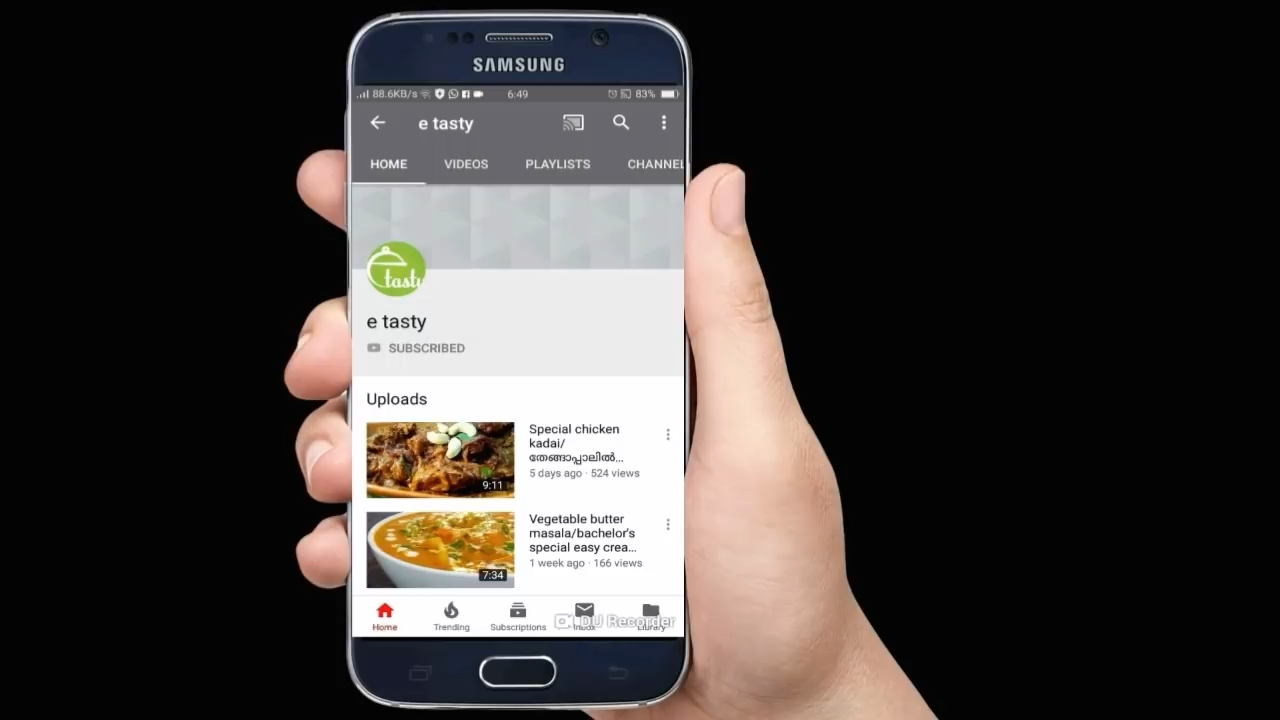 SAMSUNG
88.6KB/s 6:49 83%
e tasty
HOME VIDEOS PLAYLISTS CHANNEL
e tasty
e tasty
SUBSCRIBED
Uploads
Special chicken
kadai/
തേങ്ങാപ്പാലിൽ...
5 days ago · 524 views
9:11
Vegetable butter
masala/bachelor's
special easy crea...
1 week ago · 166 views
7:34
Home Trending Subscriptions Inbox Library
DU Recorder